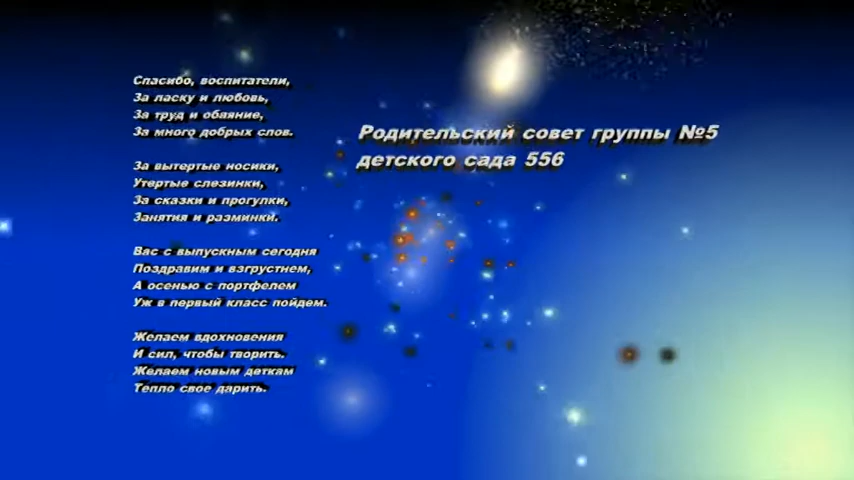 Спасибо, воспитатели,
За ласку и любовь,
За труд и обаяние,
За много добрых слов.
За вытертые носики,
Утертые слезинки,
За сказки и прогулки,
Занятия и разминки.
Вас с выпускным сегодня
Поздравим и взгрустнем,
А осенью с портфелем
Уж в первый класс пойдем.
Желаем вдохновения
И сил, чтобы творить.
Желаем новым деткам
Тепло свое дарить.
Родительский совет группы №5
детского сада 556